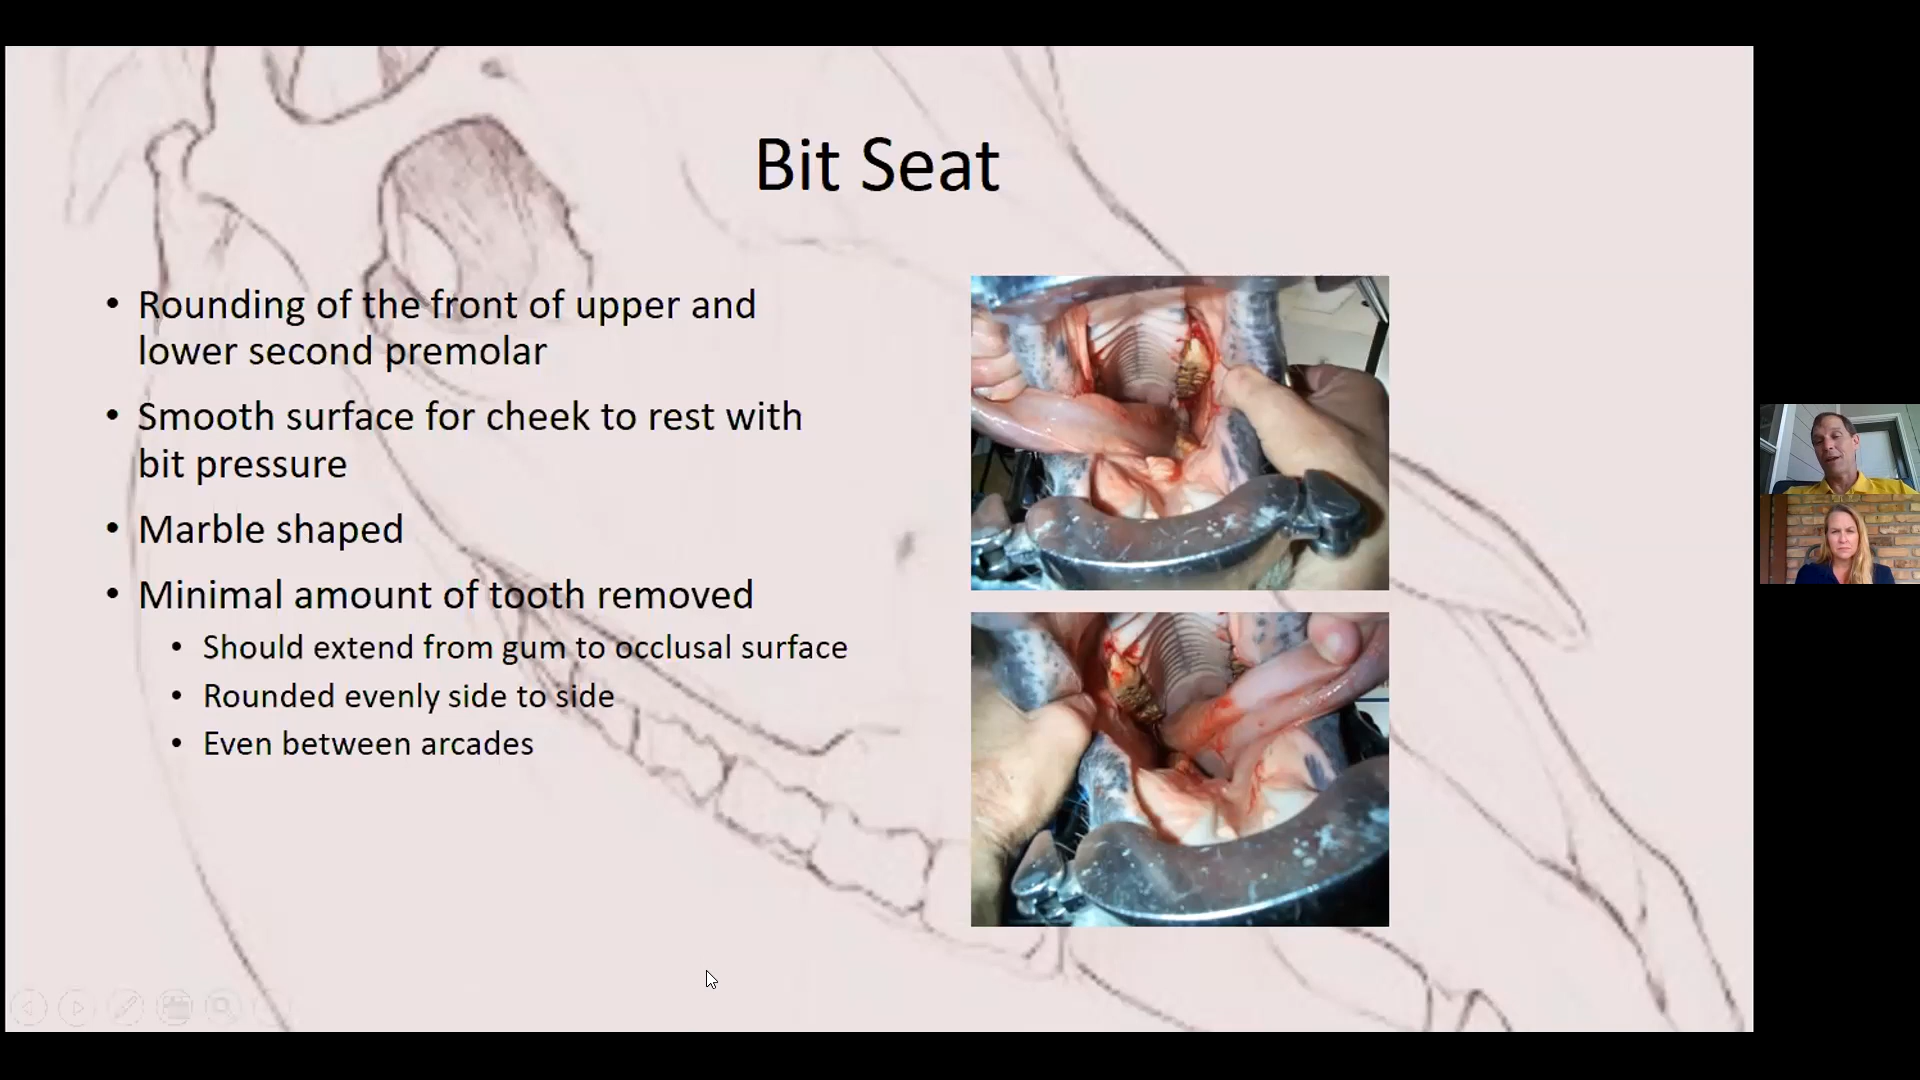 Bit Seat
• Rounding of the front of upper and
lower second premolar
• Smooth surface for cheek to rest with
bit pressure
• Marble shaped
• Minimal amount of tooth removed
• Should extend from gum to occlusal surface
• Rounded evenly side to side
• Even between arcades